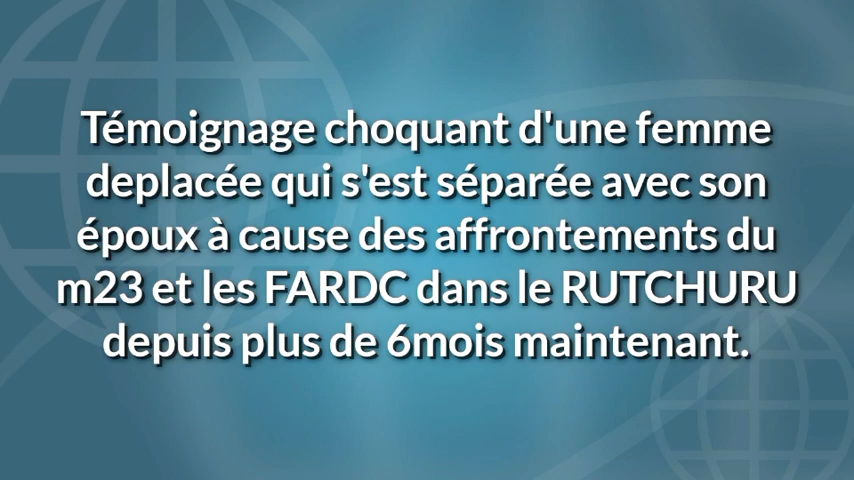 Témoignage choquant d'une femme
deplacée qui s'est séparée avec son
époux à cause des affrontements du
m23 et les FARDC dans le RUTCHURU
depuis plus de 6mois maintenant.